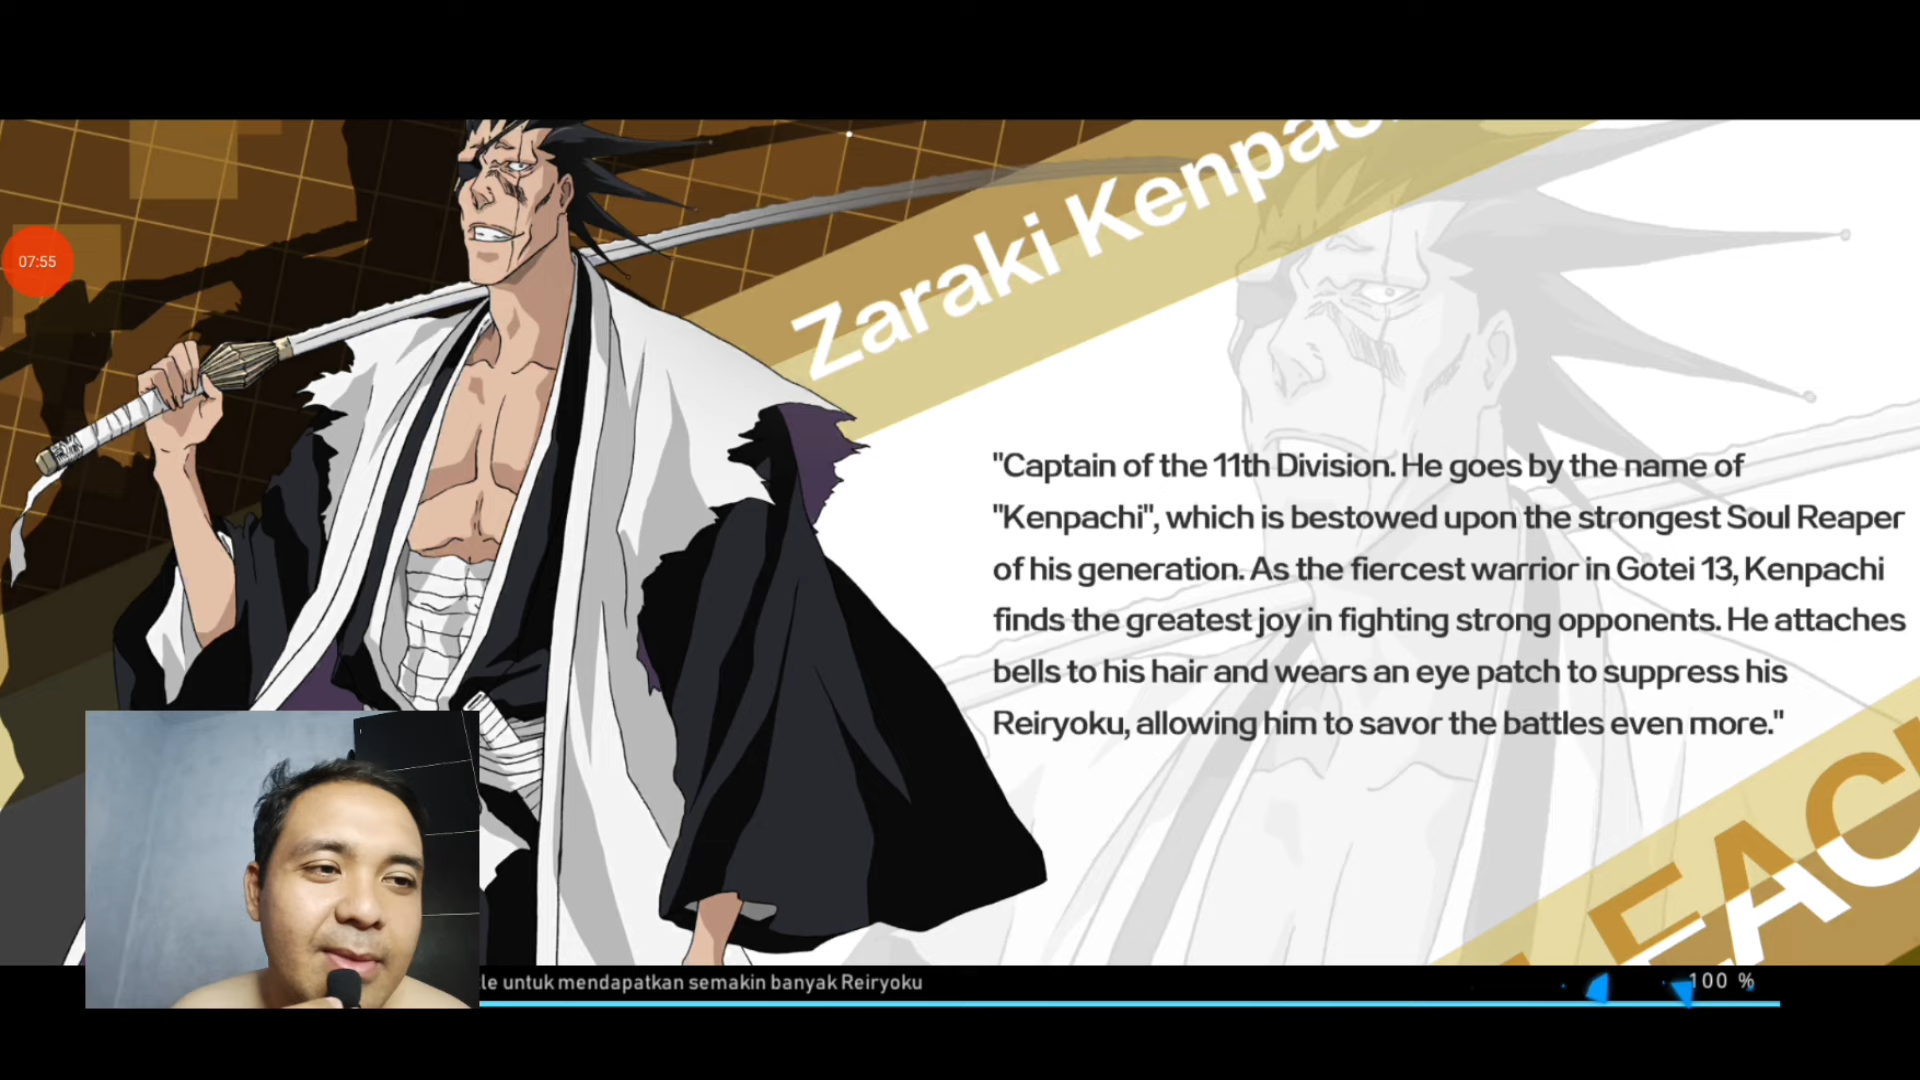 Zaraki Kenpac
07:55
"Captain of the 11th Division. He goes by the name of
"Kenpachi", which is bestowed upon the strongest Soul Reaper
of his generation. As the fiercest warrior in Gotei 13, Kenpachi
finds the greatest joy in fighting strong opponents. He attaches
bells to his hair and wears an eye patch to suppress his
Reiryoku, allowing him to savor the battles even more."
EAC
untuk mendapatkan semakin banyak Reiryoku
100 %